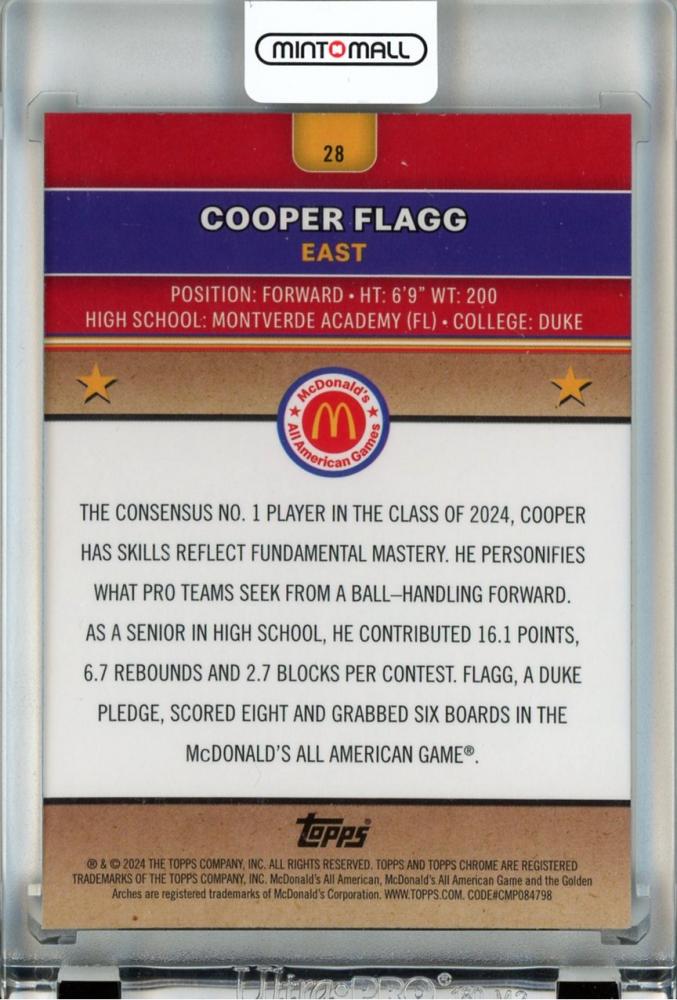 MINTMALL
28
COOPER FLAGG
EAST
POSITION: FORWARD • HT: 6'9" WT: 200
HIGH SCHOOL: MONTVERDE ACADEMY (FL) • COLLEGE: DUKE
McDonald's
All American Games
THE CONSENSUS NO. 1 PLAYER IN THE CLASS OF 2024, COOPER
HAS SKILLS REFLECT FUNDAMENTAL MASTERY. HE PERSONIFIES
WHAT PRO TEAMS SEEK FROM A BALL–HANDLING FORWARD.
AS A SENIOR IN HIGH SCHOOL, HE CONTRIBUTED 16.1 POINTS,
6.7 REBOUNDS AND 2.7 BLOCKS PER CONTEST. FLAGG, A DUKE
PLEDGE, SCORED EIGHT AND GRABBED SIX BOARDS IN THE
McDONALD'S ALL AMERICAN GAME®.
topps®
® & © 2024 THE TOPPS COMPANY, INC. ALL RIGHTS RESERVED. TOPPS AND TOPPS CHROME ARE REGISTERED
TRADEMARKS OF THE TOPPS COMPANY, INC. McDonald's All American, McDonald's All American Game and the Golden
Arches are registered trademarks of McDonald's Corporation. WWW.TOPPS.COM. CODE#CMP084798
Ultra•PRO®